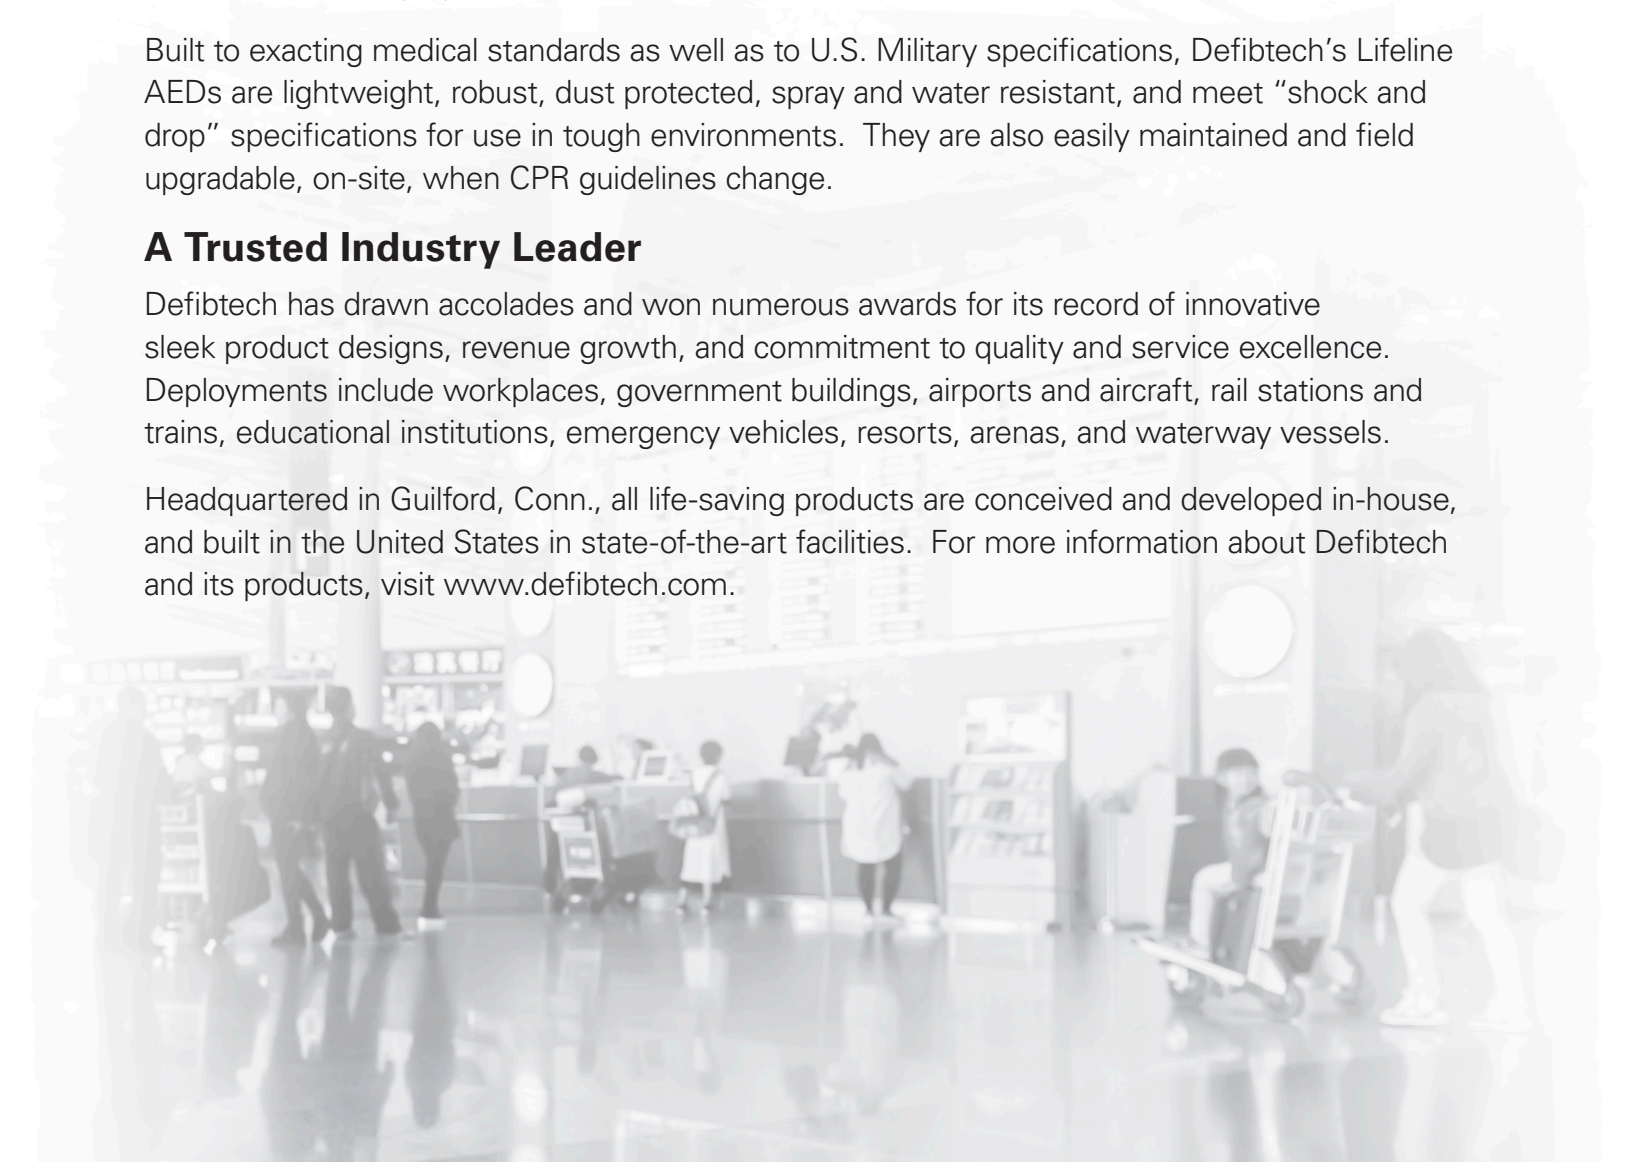 Built to exacting medical standards as well as to U.S. Military specifications, Defibtech’s Lifeline
AEDs are lightweight, robust, dust protected, spray and water resistant, and meet “shock and
drop” specifications for use in tough environments.  They are also easily maintained and field
upgradable, on-site, when CPR guidelines change.
A Trusted Industry Leader
Defibtech has drawn accolades and won numerous awards for its record of innovative
sleek product designs, revenue growth, and commitment to quality and service excellence.
Deployments include workplaces, government buildings, airports and aircraft, rail stations and
trains, educational institutions, emergency vehicles, resorts, arenas, and waterway vessels.
Headquartered in Guilford, Conn., all life-saving products are conceived and developed in-house,
and built in the United States in state-of-the-art facilities.  For more information about Defibtech
and its products, visit www.defibtech.com.